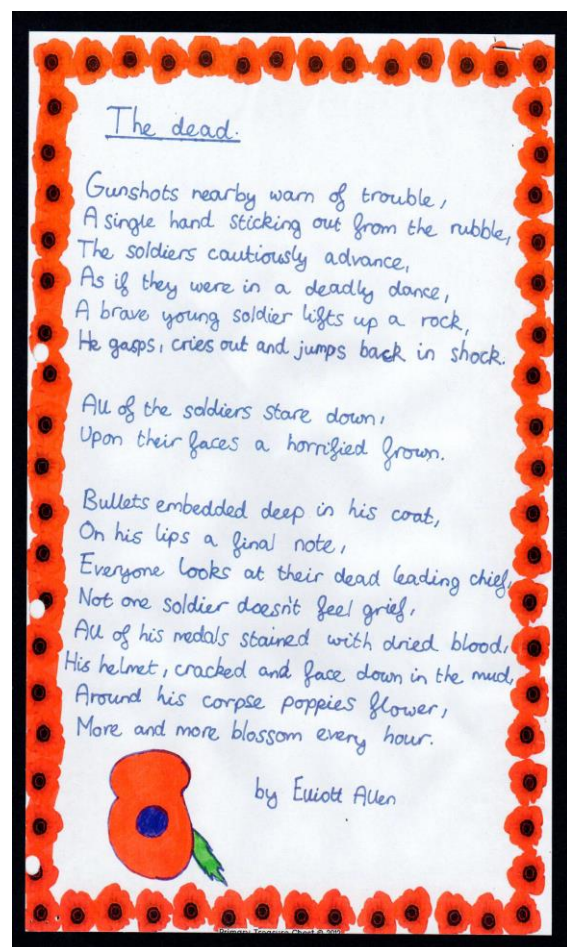 The dead.
Gunshots nearby warn of trouble,
A single hand sticking out from the rubble,
The soldiers cautiously advance,
As if they were in a deadly dance,
A brave young soldier lifts up a rock,
He gasps, cries out and jumps back in shock.
All of the soldiers stare down,
Upon their faces a horrified frown.
Bullets embedded deep in his coat,
On his lips a final note,
Everyone looks at their dead leading chief,
Not one soldier doesn't feel grief,
All of his medals stained with dried blood,
His helmet, cracked and face down in the mud,
Around his corpse poppies flower,
More and more blossom every hour.
by Elliott Allen